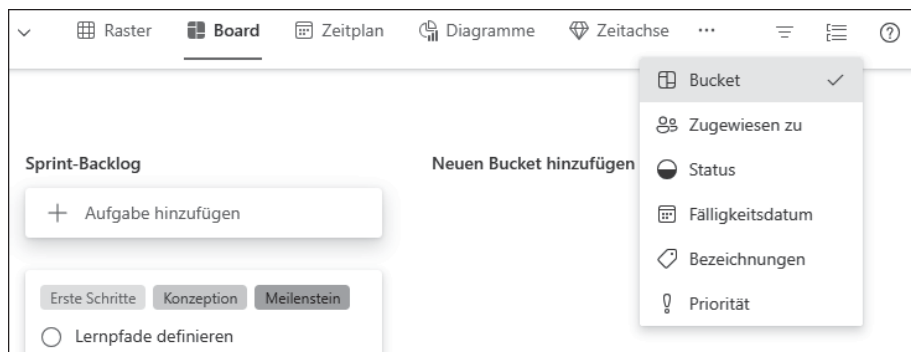 Raster Board Zeitplan Diagramme Zeitachse ...
Bucket
Zugewiesen zu
Status
Fälligkeitsdatum
Bezeichnungen
Priorität
Sprint-Backlog Neuen Bucket hinzufügen
Aufgabe hinzufügen
Erste Schritte Konzeption Meilenstein
Lernpfade definieren